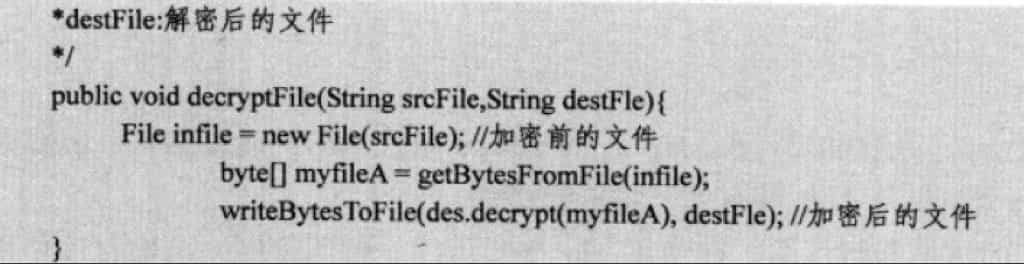 *destFile:解密后的文件
*/
public void decryptFile(String srcFile,String destFle){
File infile = new File(srcFile); //加密前的文件
byte[] myfileA = getBytesFromFile(infile);
writeBytesToFile(des.decrypt(myfileA), destFle); //加密后的文件
}